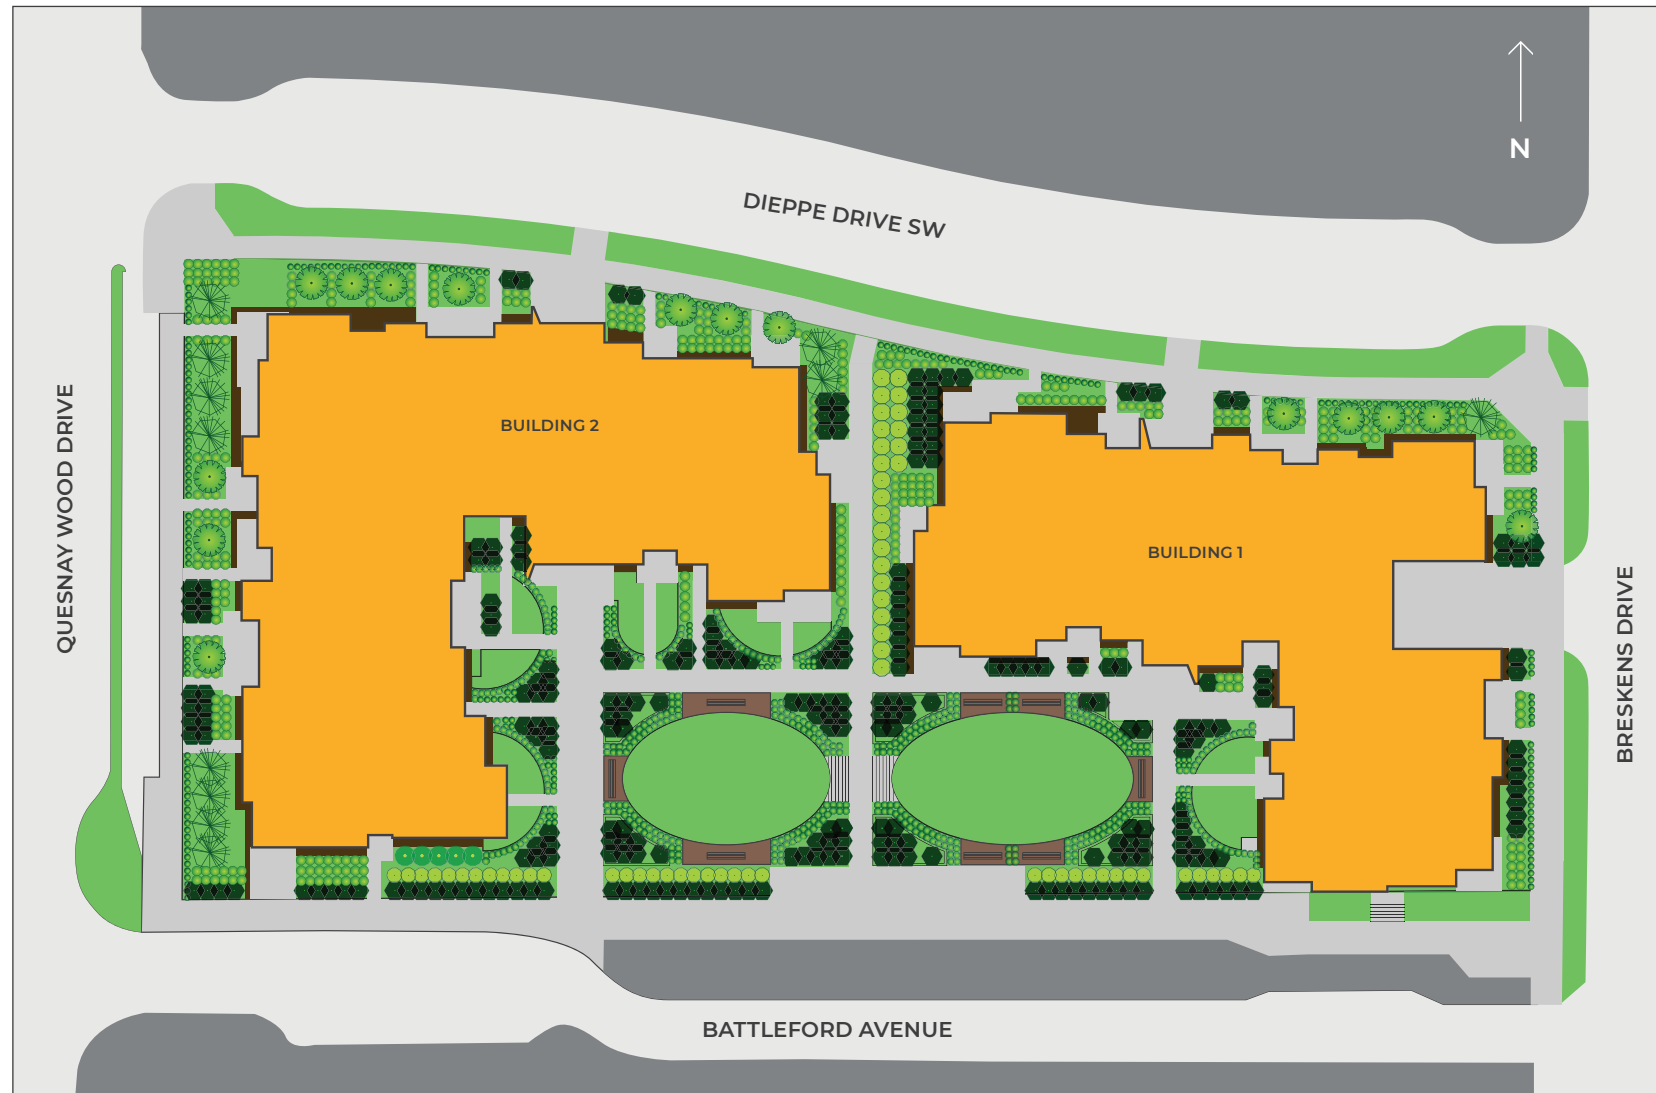 N
DIEPPE DRIVE SW
BUILDING 2
BUILDING 1
QUESNAY WOOD DRIVE
BRESKENS DRIVE
BATTLEFORD AVENUE